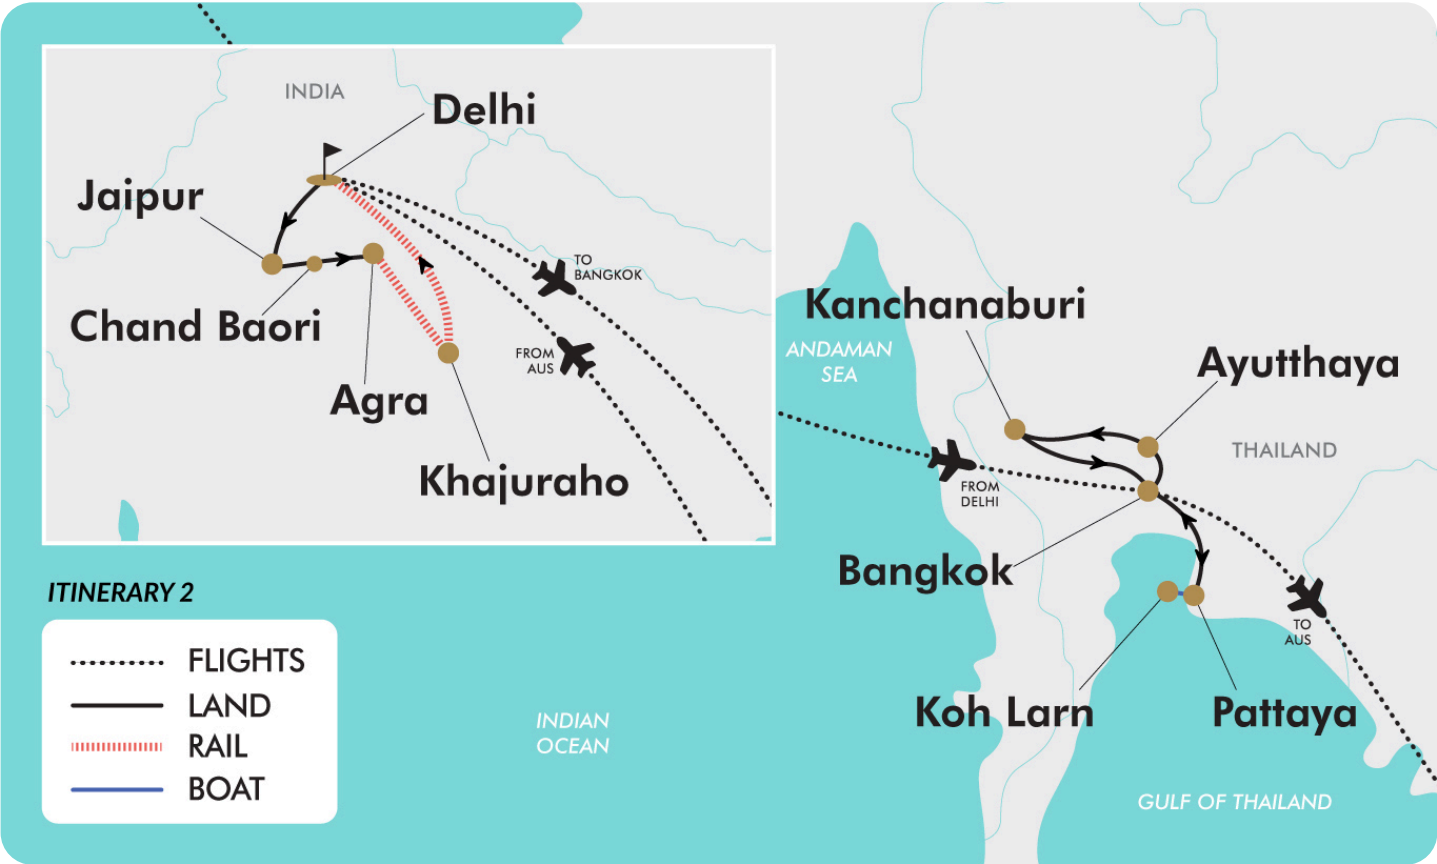 INDIA
Delhi
Jaipur
TO
BANGKOK
Chand Baori
FROM
AUS
Agra
Khajuraho
Kanchanaburi
ANDAMAN
SEA
Ayutthaya
THAILAND
FROM
DELHI
Bangkok
TO
AUS
Koh Larn
Pattaya
GULF OF THAILAND
INDIAN
OCEAN
ITINERARY 2
FLIGHTS
LAND
RAIL
BOAT